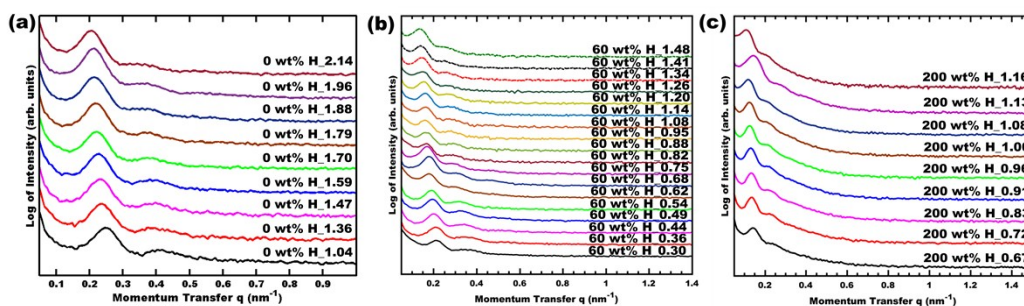 (a)
Log of Intensity (arb. units)
0 wt% H_2.14
0 wt% H_1.96
0 wt% H_1.88
0 wt% H_1.79
0 wt% H_1.70
0 wt% H_1.59
0 wt% H_1.47
0 wt% H_1.36
0 wt% H_1.04
0.1 0.2 0.3 0.4 0.5 0.6 0.7 0.8 0.9
Momentum Transfer q (nm⁻¹)
(b)
Log of Intensity (arb. units)
60 wt% H_1.48
60 wt% H_1.41
60 wt% H_1.34
60 wt% H_1.26
60 wt% H_1.20
60 wt% H_1.14
60 wt% H_1.08
60 wt% H_0.95
60 wt% H_0.88
60 wt% H_0.82
60 wt% H_0.75
60 wt% H_0.68
60 wt% H_0.62
60 wt% H_0.54
60 wt% H_0.49
60 wt% H_0.44
60 wt% H_0.36
60 wt% H_0.30
0.2 0.4 0.6 0.8 1 1.2 1.4
Momentum Transfer q (nm⁻¹)
(c)
Log of Intensity (arb. units)
200 wt% H_1.16
200 wt% H_1.13
200 wt% H_1.08
200 wt% H_1.00
200 wt% H_0.96
200 wt% H_0.91
200 wt% H_0.83
200 wt% H_0.72
200 wt% H_0.67
0.2 0.4 0.6 0.8 1 1.2 1.4
Momentum Transfer q (nm⁻¹)